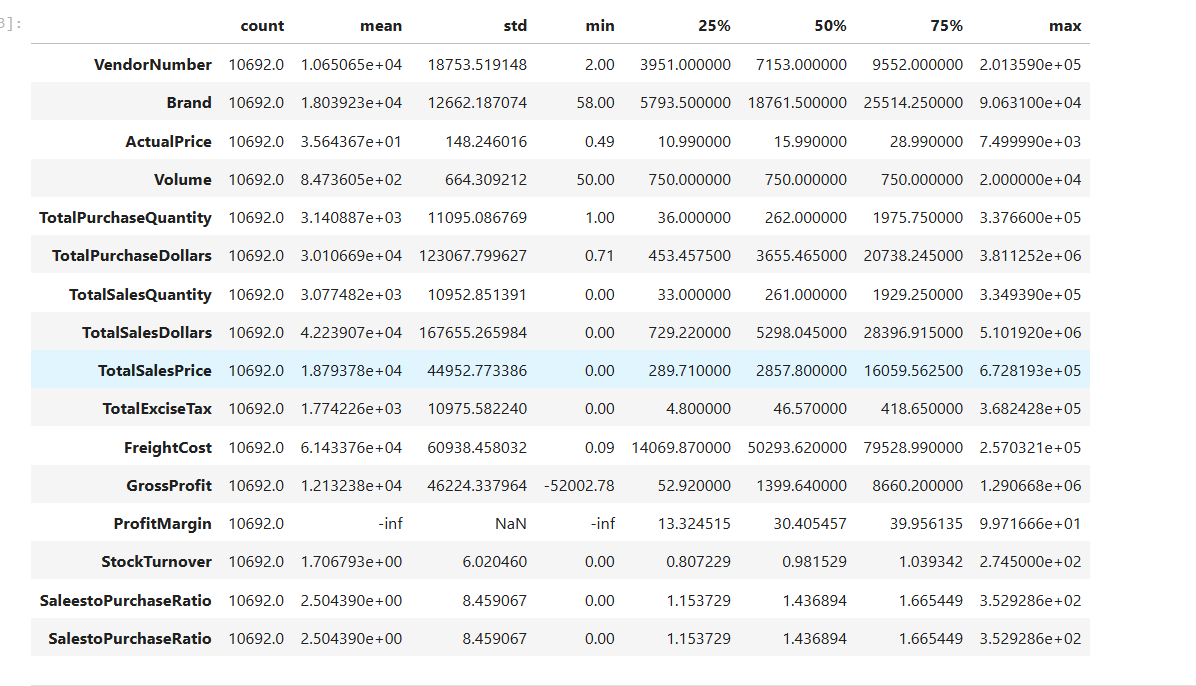 3]:
count mean std min 25% 50% 75% max
VendorNumber 10692.0 1.065065e+04 18753.519148 2.00 3951.000000 7153.000000 9552.000000 2.013590e+05
Brand 10692.0 1.803923e+04 12662.187074 58.00 5793.500000 18761.500000 25514.250000 9.063100e+04
ActualPrice 10692.0 3.564367e+01 148.246016 0.49 10.990000 15.990000 28.990000 7.499990e+03
Volume 10692.0 8.473605e+02 664.309212 50.00 750.000000 750.000000 750.000000 2.000000e+04
TotalPurchaseQuantity 10692.0 3.140887e+03 11095.086769 1.00 36.000000 262.000000 1975.750000 3.376600e+05
TotalPurchaseDollars 10692.0 3.010669e+04 123067.799627 0.71 453.457500 3655.465000 20738.245000 3.811252e+06
TotalSalesQuantity 10692.0 3.077482e+03 10952.851391 0.00 33.000000 261.000000 1929.250000 3.349390e+05
TotalSalesDollars 10692.0 4.223907e+04 167655.265984 0.00 729.220000 5298.045000 28396.915000 5.101920e+06
TotalSalesPrice 10692.0 1.879378e+04 44952.773386 0.00 289.710000 2857.800000 16059.562500 6.728193e+05
TotalExciseTax 10692.0 1.774226e+03 10975.582240 0.00 4.800000 46.570000 418.650000 3.682428e+05
FreightCost 10692.0 6.143376e+04 60938.458032 0.09 14069.870000 50293.620000 79528.990000 2.570321e+05
GrossProfit 10692.0 1.213238e+04 46224.337964 -52002.78 52.920000 1399.640000 8660.200000 1.290668e+06
ProfitMargin 10692.0 -inf NaN -inf 13.324515 30.405457 39.956135 9.971666e+01
StockTurnover 10692.0 1.706793e+00 6.020460 0.00 0.807229 0.981529 1.039342 2.745000e+02
SaleestoPurchaseRatio 10692.0 2.504390e+00 8.459067 0.00 1.153729 1.436894 1.665449 3.529286e+02
SalestoPurchaseRatio 10692.0 2.504390e+00 8.459067 0.00 1.153729 1.436894 1.665449 3.529286e+02